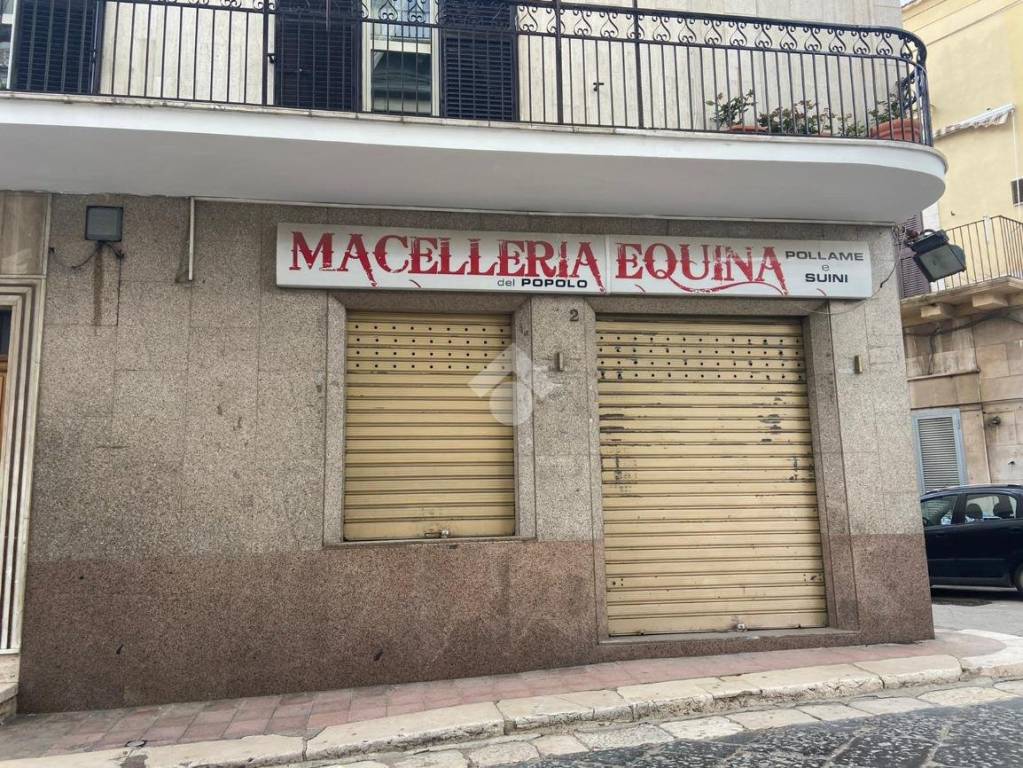 MACELLERIA EQUINA
del POPOLO
POLLAME
e
SUINI
2